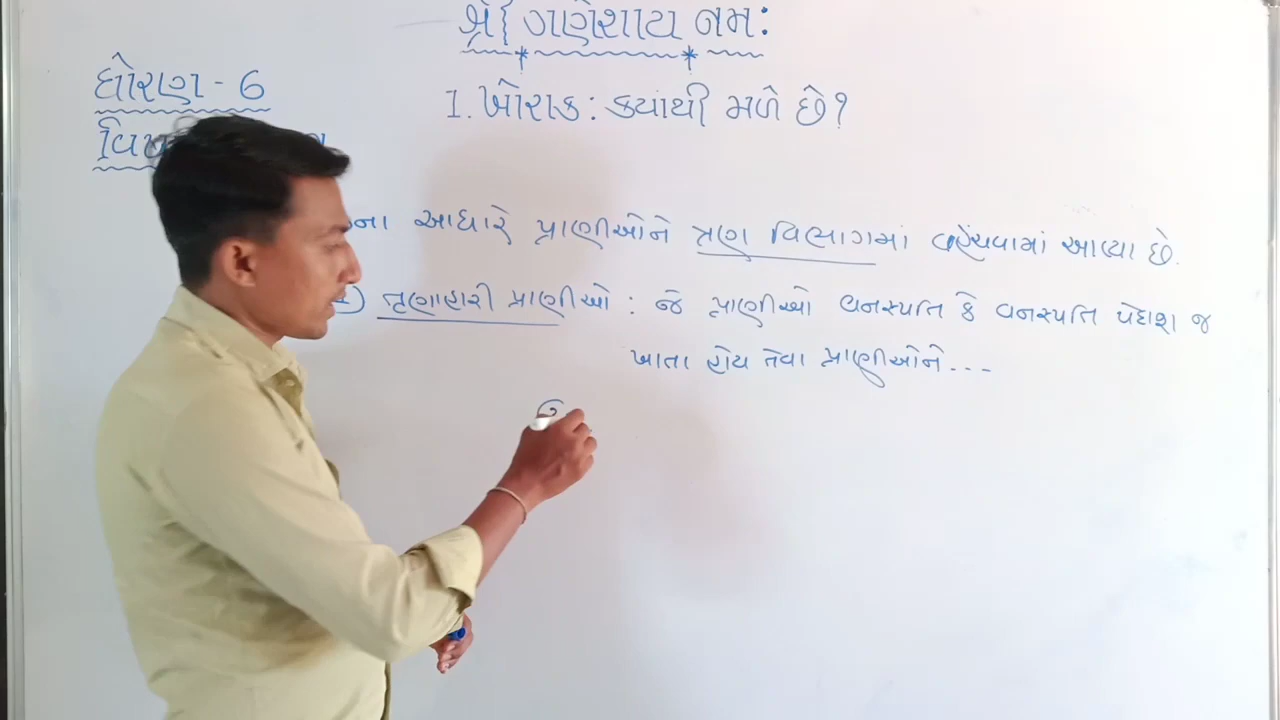 શ્રી ગણેશાય નમ:
ધોરણ - 6
1. ખોરાક : ક્યાંથી મળે છે?
ના આધારે પ્રાણીઓને ત્રણ વિભાગમાં વહેંચવામાં આવ્યા છે.
તૃણાહારી પ્રાણીઓ : જે પ્રાણીઓ વનસ્પતિ કે વનસ્પતિ પેદાશ જ
ખાતા હોય તેવા પ્રાણીઓને...